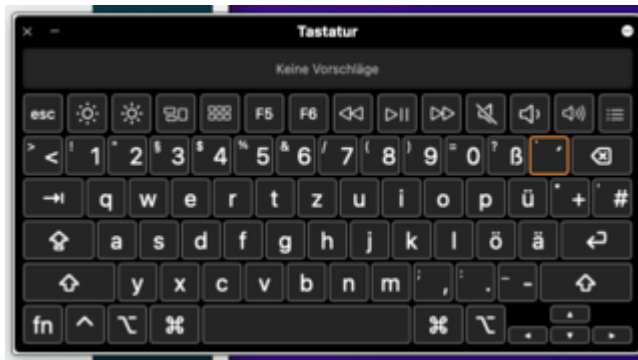 Tastatur
Keine Vorschläge
esc F5 F6
> < ! 1 " 2 § 3 $ 4 % 5 & 6 / 7 ( 8 ) 9 = 0 ? ß ` ´
q w e r t z u i o p ü * + ' #
a s d f g h j k l ö ä
y x c v b n m ; , : . _ -
fn ^ ⌥ ⌘ ⌘ ⌥